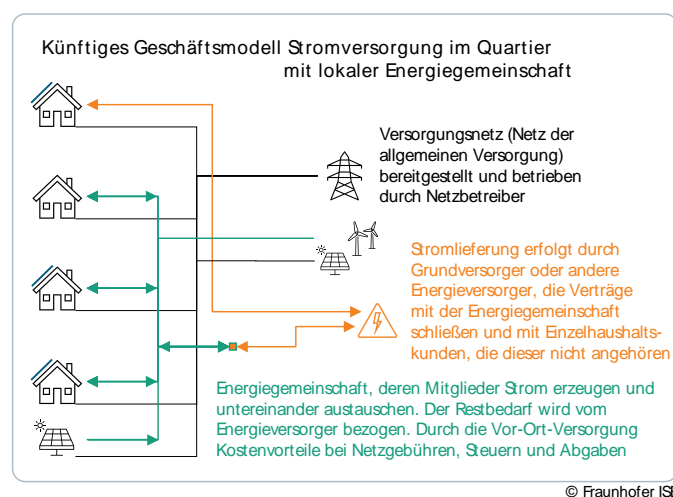 Künftiges Geschäftsmodell Stromversorgung im Quartier
mit lokaler Energiegemeinschaft
Versorgungsnetz (Netz der
allgemeinen Versorgung)
bereitgestellt und betrieben
durch Netzbetreiber
Stromlieferung erfolgt durch
Grundversorger oder andere
Energieversorger, die Verträge
mit der Energiegemeinschaft
schließen und mit Einzelhaushalts-
kunden, die dieser nicht angehören
Energiegemeinschaft, deren Mitglieder Strom erzeugen und
untereinander austauschen. Der Restbedarf wird vom
Energieversorger bezogen. Durch die Vor-Ort-Versorgung
Kostenvorteile bei Netzgebühren, Steuern und Abgaben
© Fraunhofer ISE